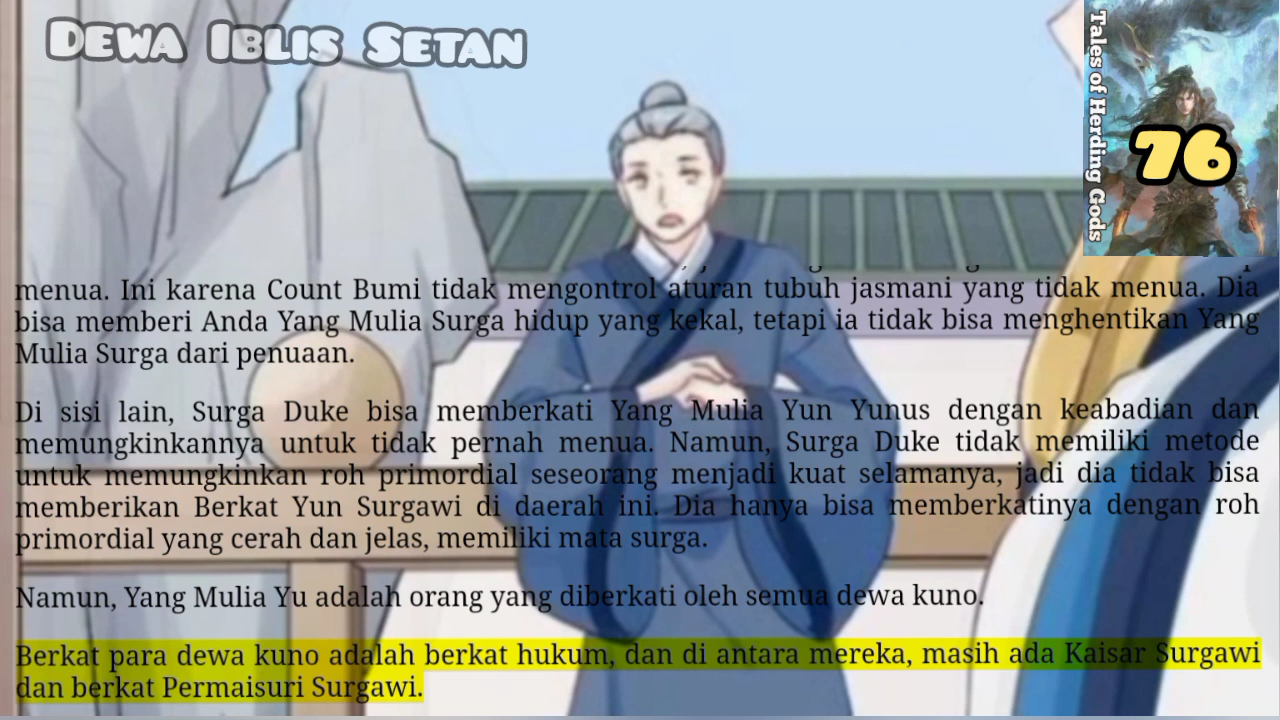 Dewa Iblis Setan
Tales of Herding Gods
76
menua. Ini karena Count Bumi tidak mengontrol aturan tubuh jasmani yang tidak menua. Dia
bisa memberi Anda Yang Mulia Surga hidup yang kekal, tetapi ia tidak bisa menghentikan Yang
Mulia Surga dari penuaan.
Di sisi lain, Surga Duke bisa memberkati Yang Mulia Yun Yunus dengan keabadian dan
memungkinkannya untuk tidak pernah menua. Namun, Surga Duke tidak memiliki metode
untuk memungkinkan roh primordial seseorang menjadi kuat selamanya, jadi dia tidak bisa
memberikan Berkat Yun Surgawi di daerah ini. Dia hanya bisa memberkatinya dengan roh
primordial yang cerah dan jelas, memiliki mata surga.
Namun, Yang Mulia Yu adalah orang yang diberkati oleh semua dewa kuno.
Berkat para dewa kuno adalah berkat hukum, dan di antara mereka, masih ada Kaisar Surgawi
dan berkat Permaisuri Surgawi.